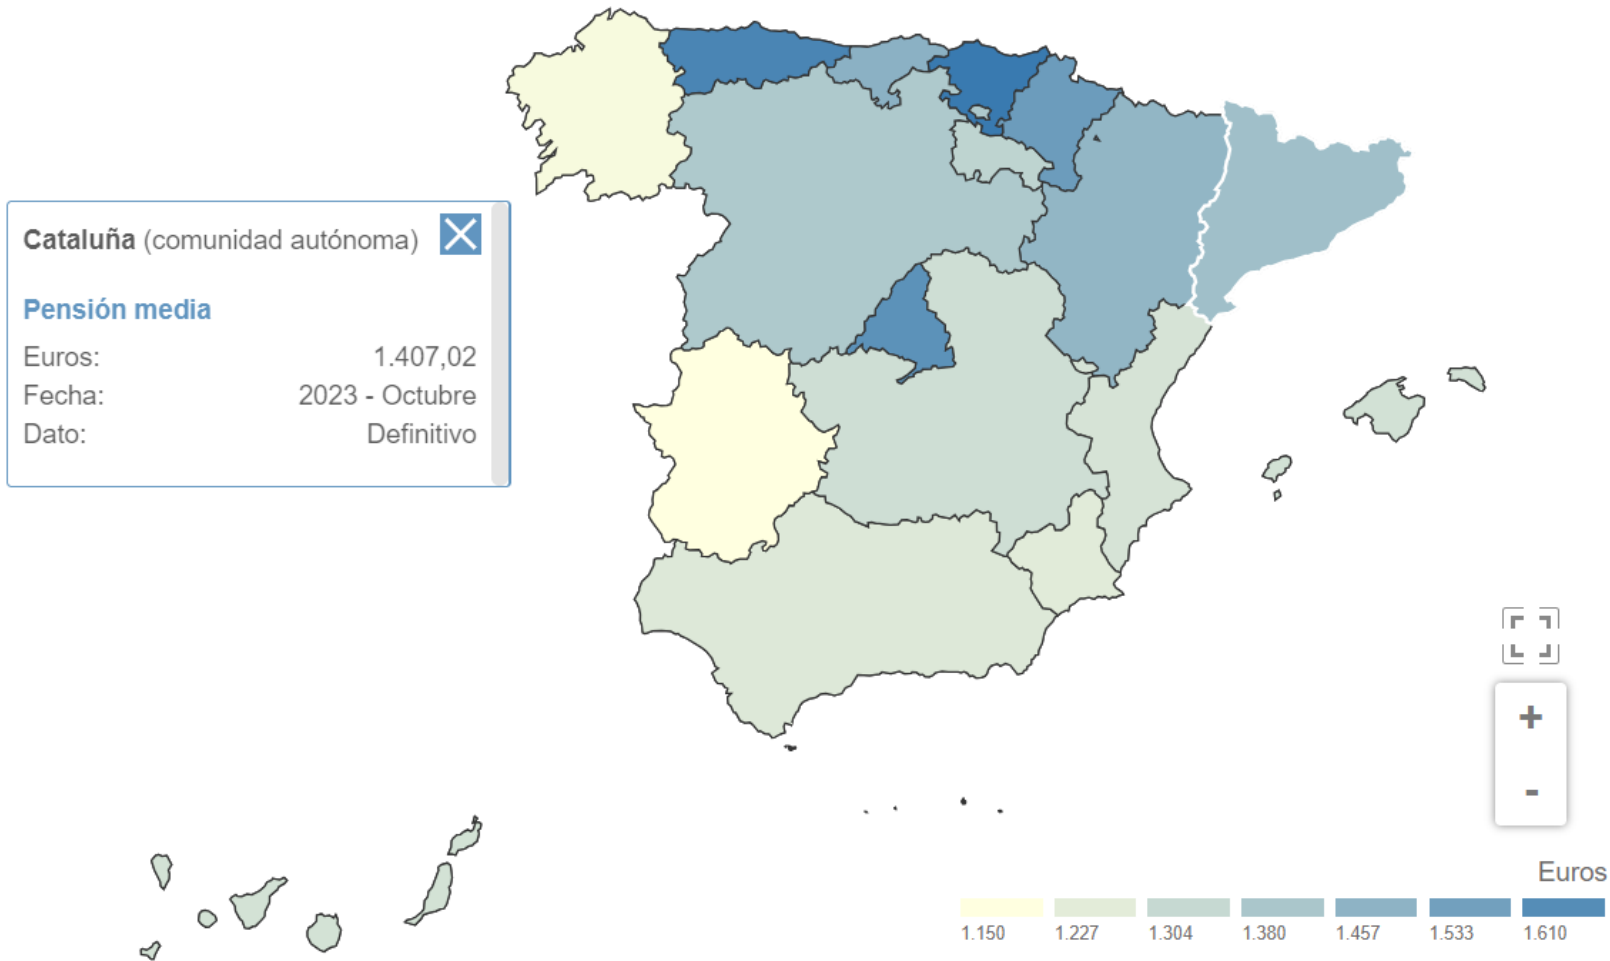 Cataluña (comunidad autónoma)
Pensión media
Euros: 1.407,02
Fecha: 2023 - Octubre
Dato: Definitivo
+
-
Euros
1.150 1.227 1.304 1.380 1.457 1.533 1.610